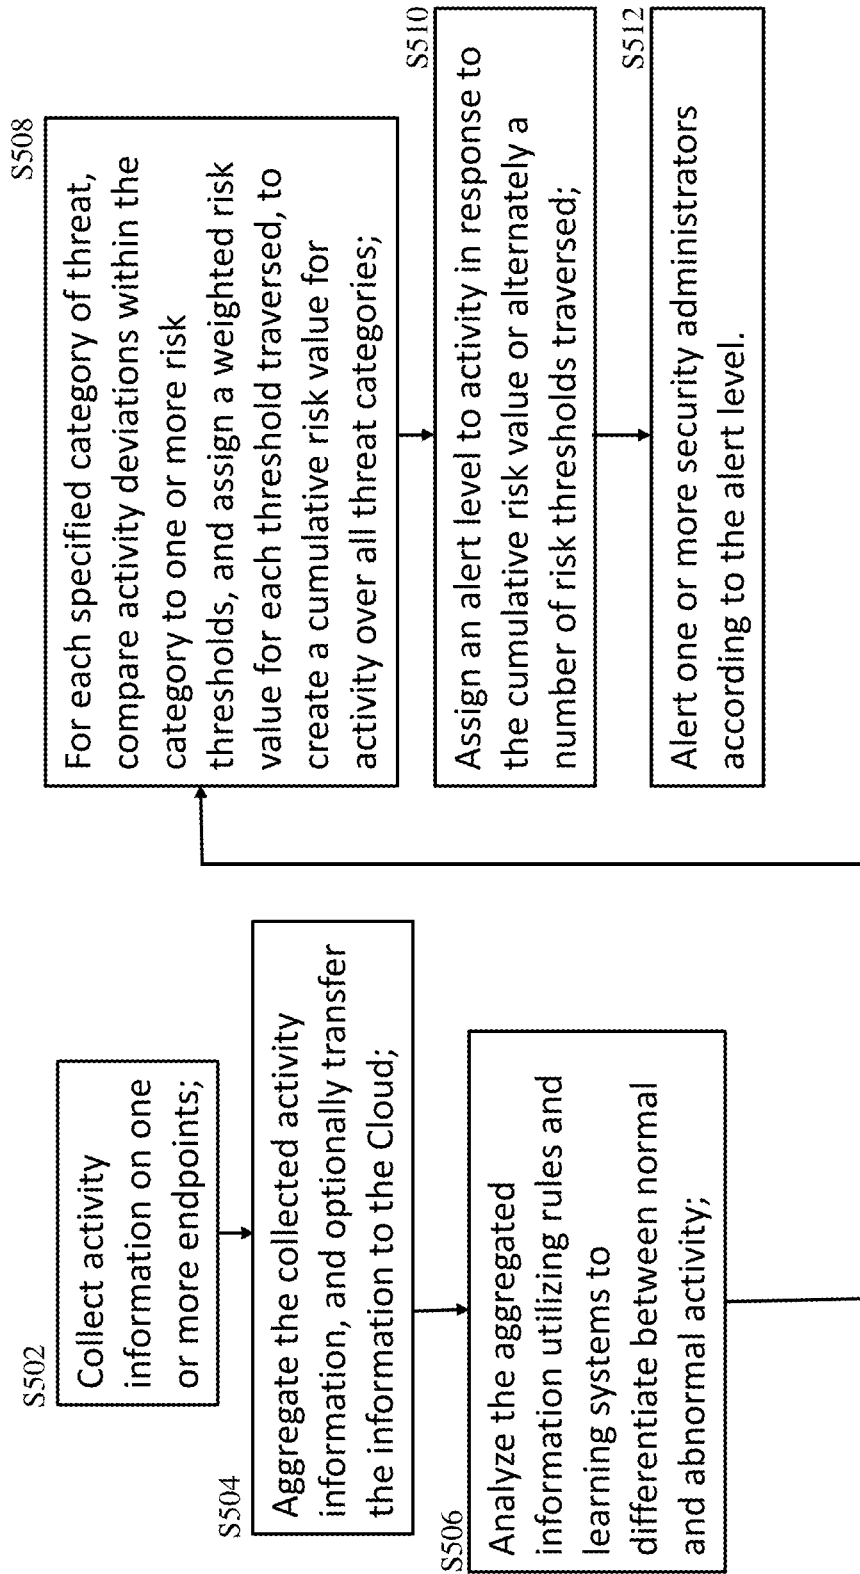 S502
Collect activity
information on one
or more endpoints;
S504
Aggregate the collected activity
information, and optionally transfer
the information to the Cloud;
S506
Analyze the aggregated
information utilizing rules and
learning systems to
differentiate between normal
and abnormal activity;
S508
For each specified category of threat,
compare activity deviations within the
category to one or more risk
thresholds, and assign a weighted risk
value for each threshold traversed, to
create a cumulative risk value for
activity over all threat categories;
S510
Assign an alert level to activity in response to
the cumulative risk value or alternately a
number of risk thresholds traversed;
S512
Alert one or more security administrators
according to the alert level.